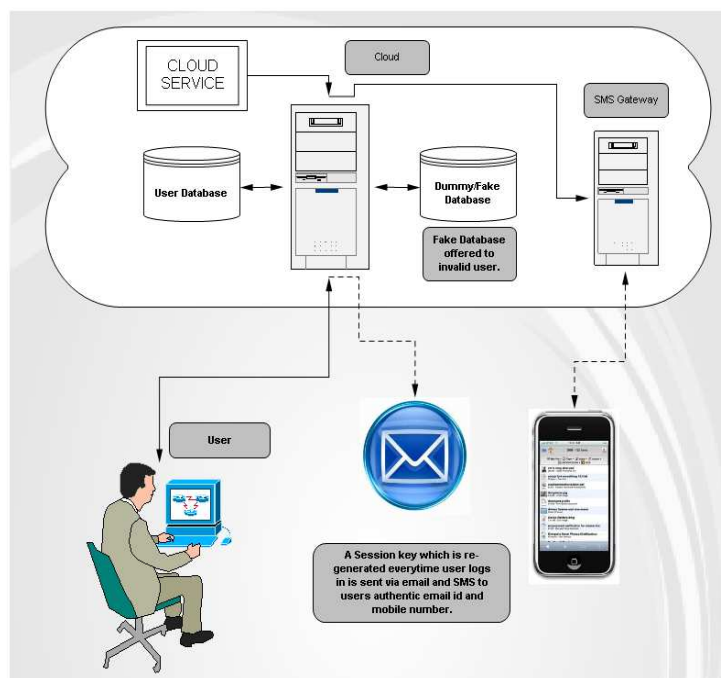 CLOUD
SERVICE
Cloud
SMS Gateway
User Database
Dummy/Fake
Database
Fake Database
offered to
invalid user.
User
A Session key which is re-
generated everytime user logs
in is sent via email and SMS to
users authentic email id and
mobile number.